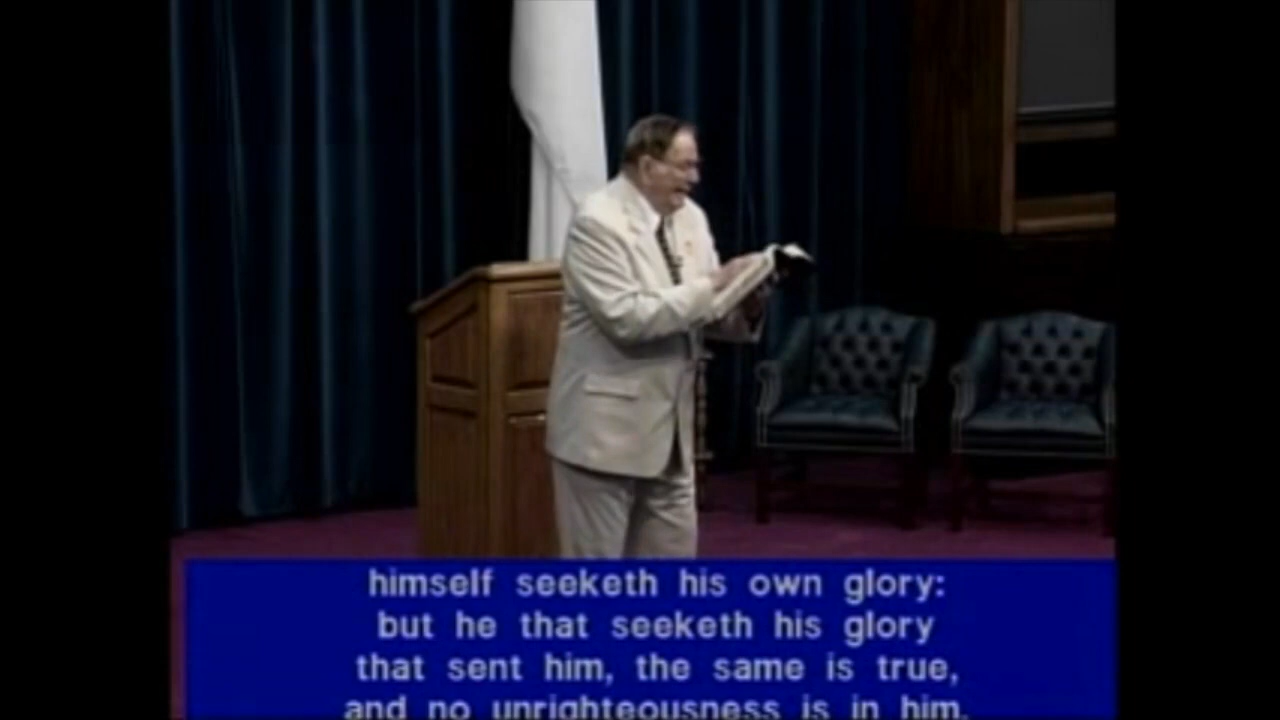 himself seeketh his own glory:
but he that seeketh his glory
that sent him, the same is true,
and no unrighteousness is in him.